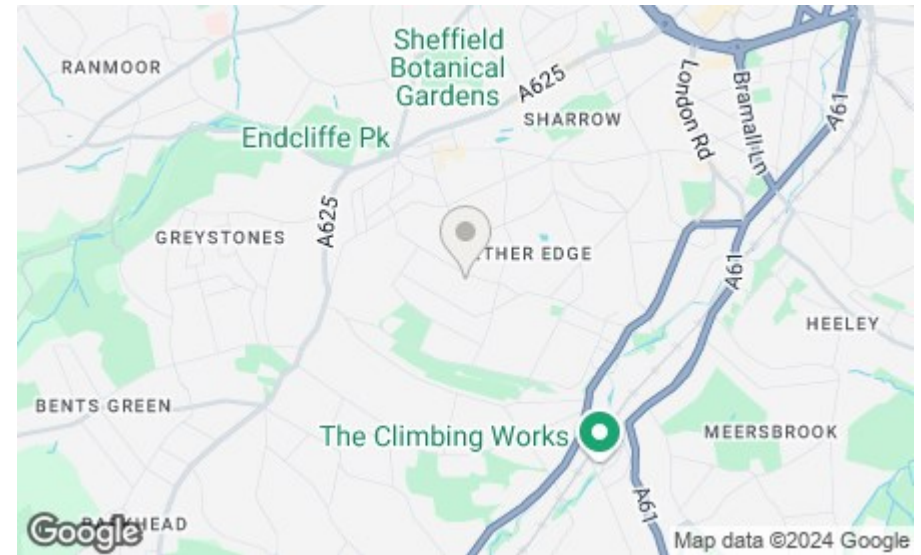 Sheffield
Botanical
Gardens
RANMOOR
A625
SHARROW
London Rd
Bramall Ln
A61
Endcliffe Pk
A625
GREYSTONES
THER EDGE
A61
HEELEY
BENTS GREEN
The Climbing Works
MEERSBROOK
A61
Google
HEAD
Map data ©2024 Google